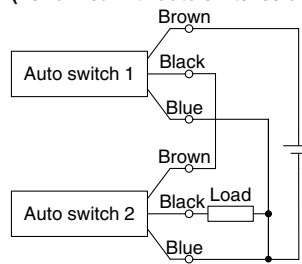 Brown
Auto switch 1
Black
Blue
Brown
Auto switch 2
Black
Load
Blue